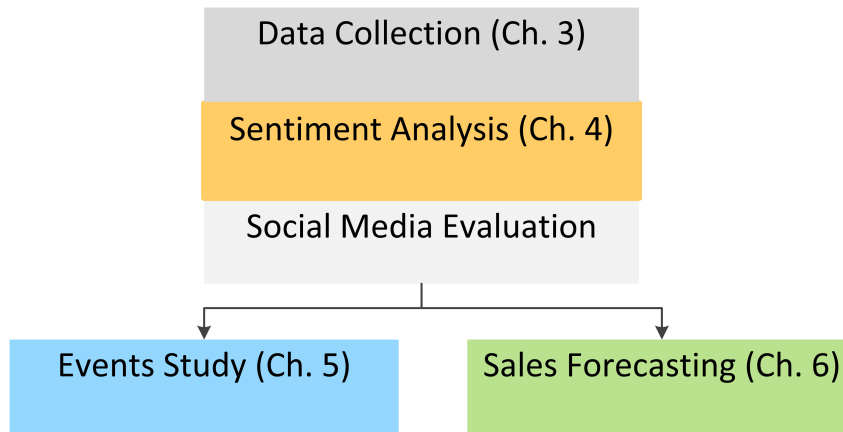 Data Collection (Ch. 3)
Sentiment Analysis (Ch. 4)
Social Media Evaluation
Events Study (Ch. 5)
Sales Forecasting (Ch. 6)